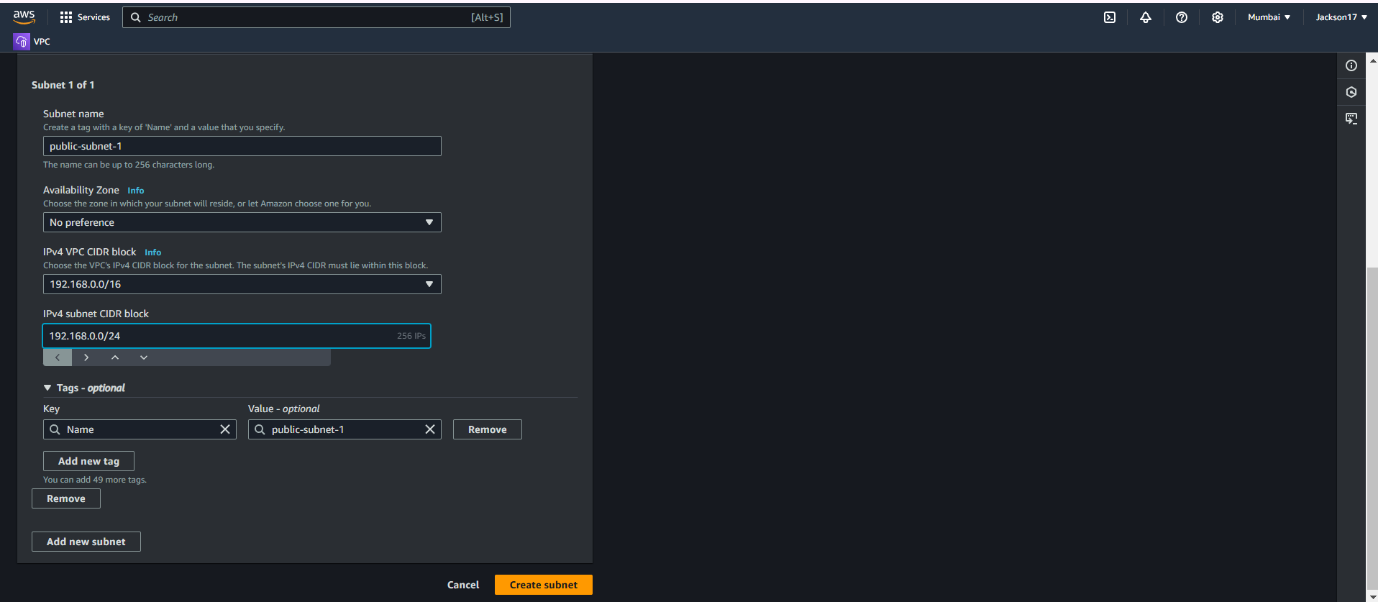 aws
Services
Search [Alt+S]
Mumbai
Jackson17
VPC
Subnet 1 of 1
Subnet name
Create a tag with a key of 'Name' and a value that you specify.
public-subnet-1
The name can be up to 256 characters long.
Availability Zone Info
Choose the zone in which your subnet will reside, or let Amazon choose one for you.
No preference
IPv4 VPC CIDR block Info
Choose the VPC's IPv4 CIDR block for the subnet. The subnet's IPv4 CIDR must lie within this block.
192.168.0.0/16
IPv4 subnet CIDR block
192.168.0.0/24 256 IPs
Tags - optional
Key Value - optional
Name public-subnet-1 Remove
Add new tag
You can add 49 more tags.
Remove
Add new subnet
Cancel Create subnet